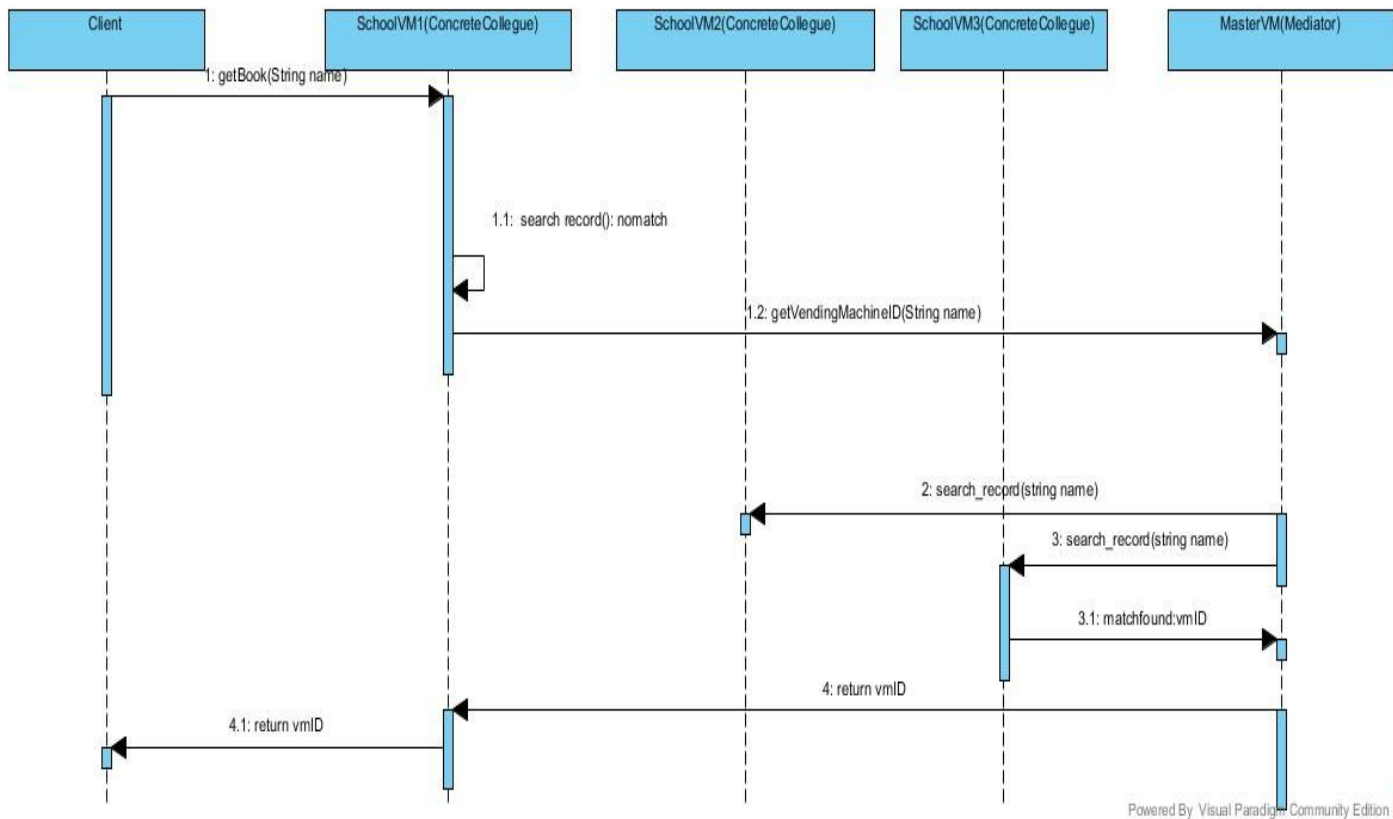 Client
SchoolVM1(ConcreteCollegue)
SchoolVM2(ConcreteCollegue)
SchoolVM3(ConcreteCollegue)
MasterVM(Mediator)
1: getBook(String name)
1.1: search record(): nomatch
1.2: getVendingMachineID(String name)
2: search_record(string name)
3: search_record(string name)
3.1: matchfound:vmID
4: return vmID
4.1: return vmID
Powered By Visual Paradigm Community Edition